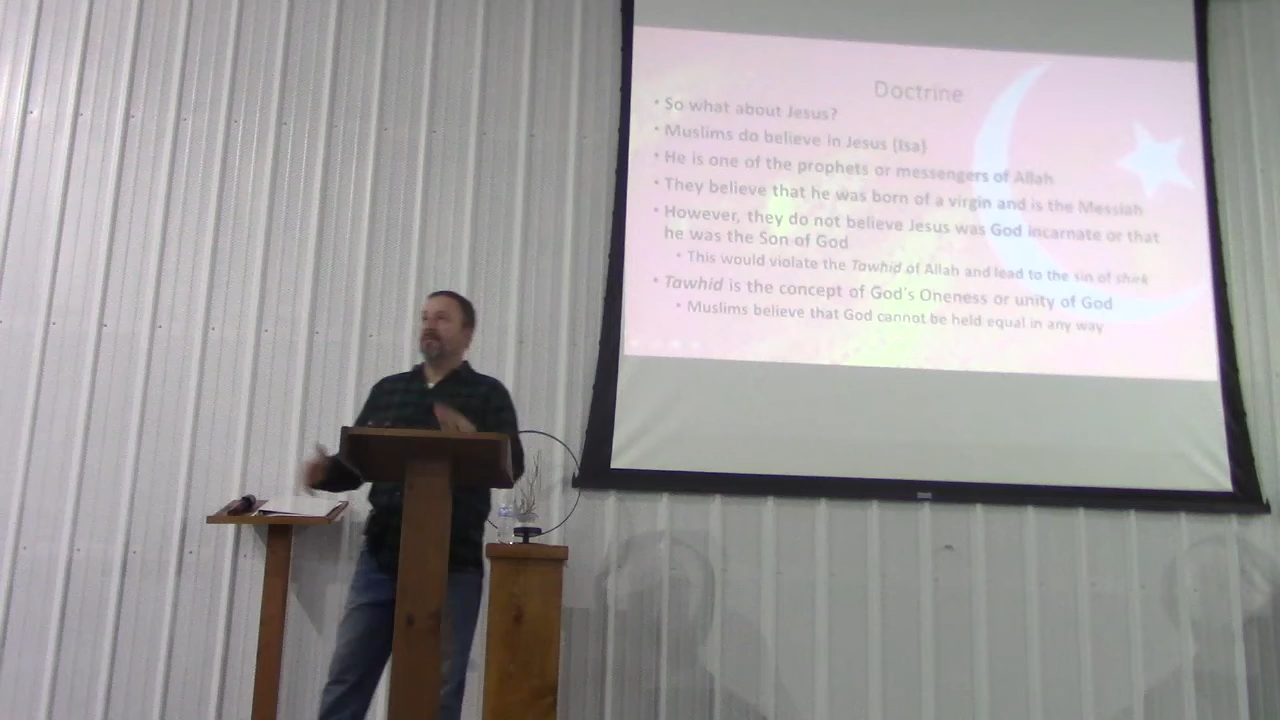 Doctrine
• So what about Jesus?
• Muslims do believe in Jesus (Isa)
• He is one of the prophets or messengers of Allah
• They believe that he was born of a virgin and is the Messiah
• However, they do not believe Jesus was God incarnate or that
he was the Son of God
• This would violate the Tawhid of Allah and lead to the sin of shirk
• Tawhid is the concept of God's Oneness or unity of God
• Muslims believe that God cannot be held equal in any way